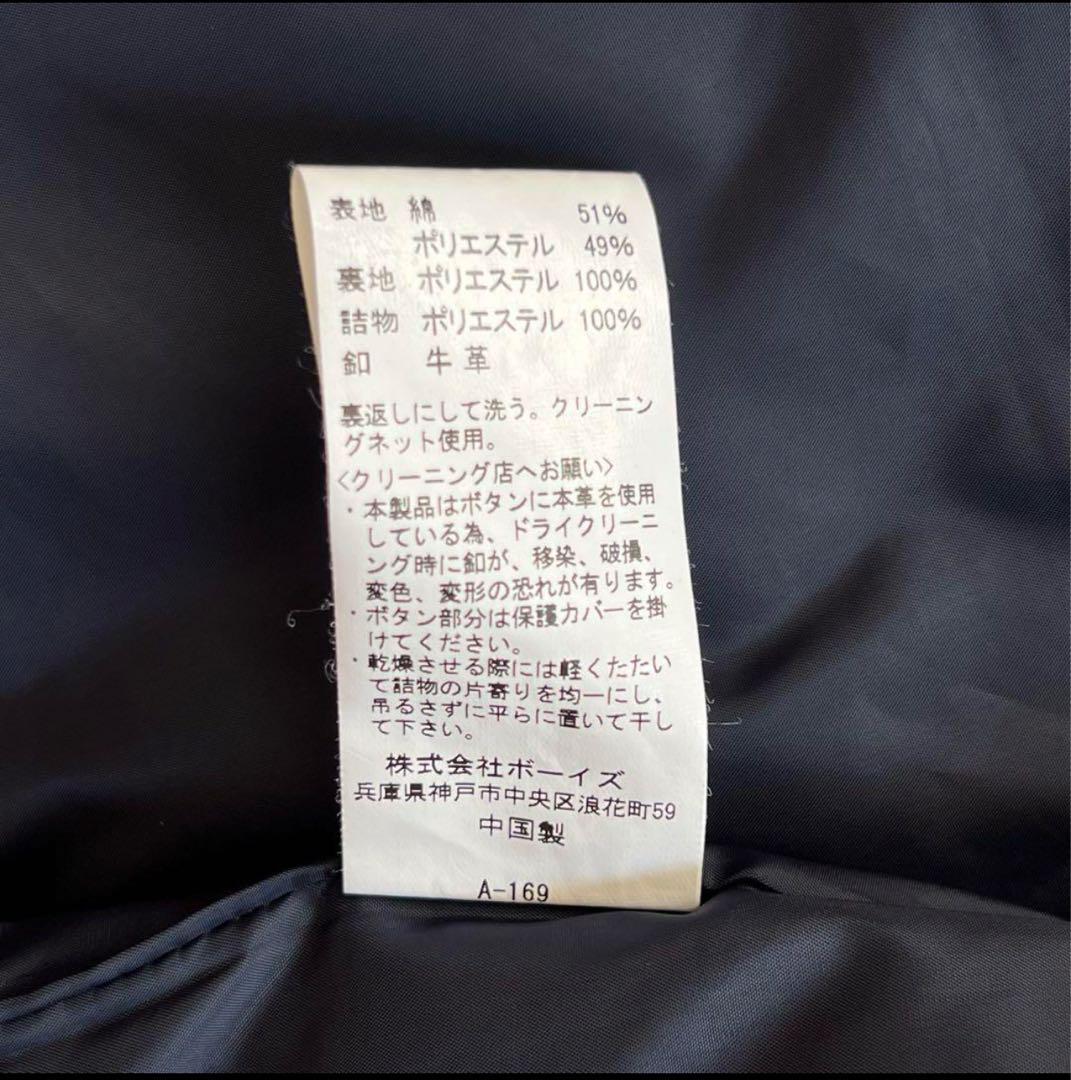 表地 綿 51%
ポリエステル 49%
裏地 ポリエステル 100%
詰物 ポリエステル 100%
釦 牛革
裏返しにして洗う。クリーニン
グネット使用。
<クリーニング店へお願い>
・本製品はボタンに本革を使用
している為、ドライクリーニ
ング時に釦が、移染、破損、
変色、変形の恐れが有ります。
・ボタン部分は保護カバーを掛
けてください。
・乾燥させる際には軽くたたい
て詰物の片寄りを均一にし、
吊るさずに平らに置いて干し
て下さい。
株式会社ボーイズ
兵庫県神戸市中央区浪花町59
中国製
A-169